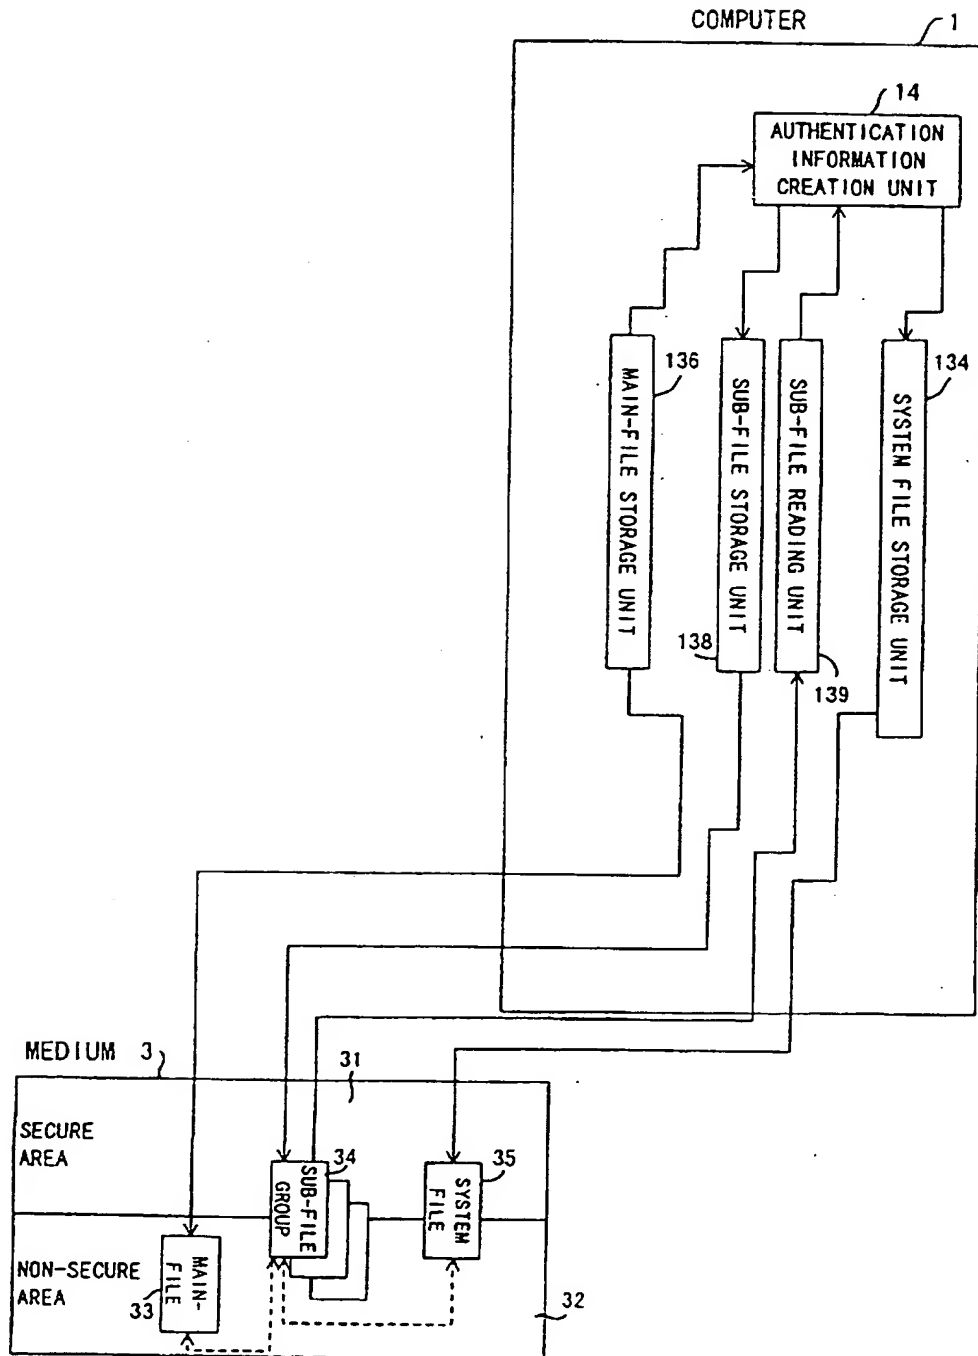 COMPUTER
1
14
AUTHENTICATION
INFORMATION
CREATION UNIT
136
MAIN-FILE STORAGE UNIT
138
SUB-FILE STORAGE UNIT
SUB-FILE READING UNIT
139
134
SYSTEM FILE STORAGE UNIT
MEDIUM 3
31
SECURE
AREA
34
SUB-FILE
GROUP
35
SYSTEM
FILE
NON-SECURE
AREA
33
MAIN-
FILE
32